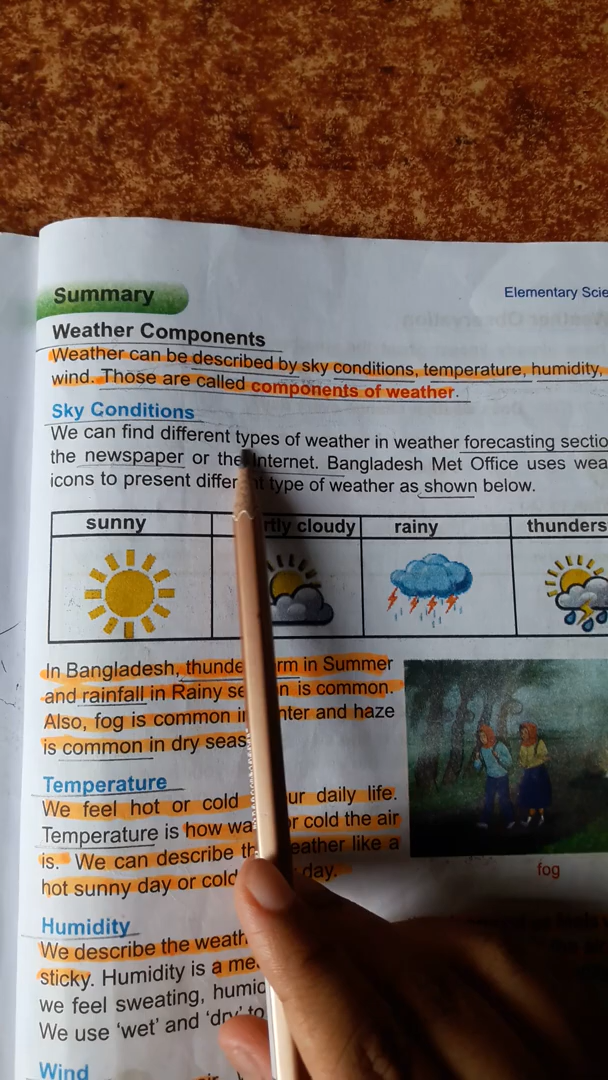 Summary
Elementary Scie
Weather Components
Weather can be described by sky conditions, temperature, humidity,
wind. Those are called components of weather.
Sky Conditions
We can find different types of weather in weather forecasting sectio
the newspaper or the Internet. Bangladesh Met Office uses wea
icons to present different type of weather as shown below.
sunny rtly cloudy rainy thunders
In Bangladesh, thunde rm in Summer
and rainfall in Rainy se n is common.
Also, fog is common in nter and haze
is common in dry seas
Temperature
We feel hot or cold ur daily life.
Temperature is how wa or cold the air
is. We can describe th eather like a
hot sunny day or cold day.
fog
Humidity
We describe the weath
sticky. Humidity is a me
we feel sweating, humid
We use 'wet' and 'dry' to
Wind